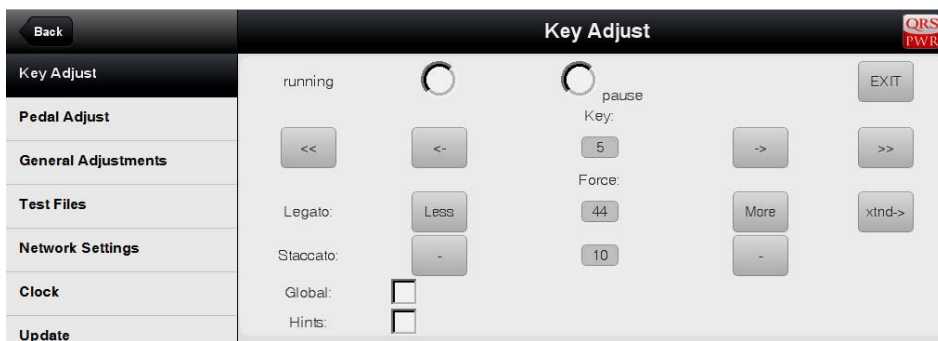 Back
Key Adjust
QRS
PWR
Key Adjust
Pedal Adjust
General Adjustments
Test Files
Network Settings
Clock
Update
running
pause
EXIT
Key:
<< <- 5 -> >>
Force:
Legato: Less 44 More xtnd->
Staccato: - 10 -
Global:
Hints: